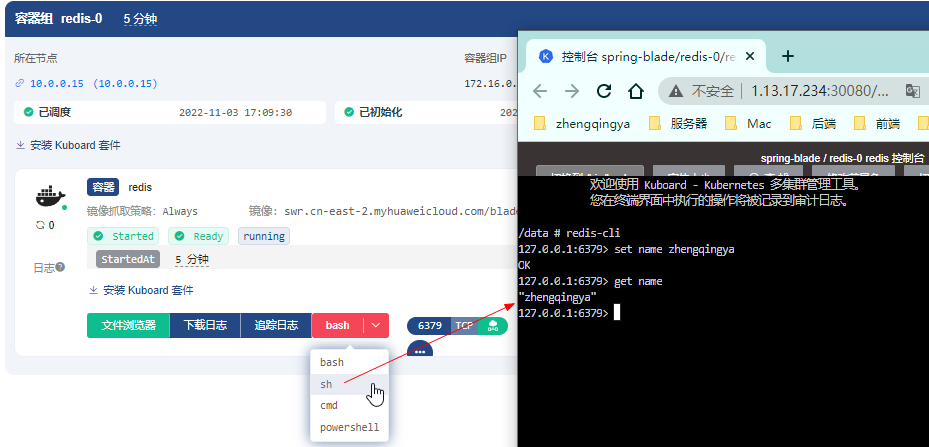 容器组 redis-0 5 分钟
所在节点
容器组IP
10.0.0.15 (10.0.0.15)
172.16.0.
已调度 2022-11-03 17:09:30
已初始化 202
安装 Kuboard 套件
容器 redis
镜像抓取策略: Always 镜像: swr.cn-east-2.myhuaweicloud.com/blade
0
Started Ready running
StartedAt 5 分钟
日志
安装 Kuboard 套件
文件浏览器 下载日志 追踪日志 bash
6379 TCP
bash
sh
cmd
powershell
控制台 spring-blade/redis-0/re
不安全 1.13.17.234:30080/...
zhengqingya 服务器 Mac 后端 前端
spring-blade / redis-0 redis 控制台
欢迎使用 Kuboard - Kubernetes 多集群管理工具。
您在终端界面中执行的操作将被记录到审计日志。
/data # redis-cli
127.0.0.1:6379> set name zhengqingya
OK
127.0.0.1:6379> get name
"zhengqingya"
127.0.0.1:6379>